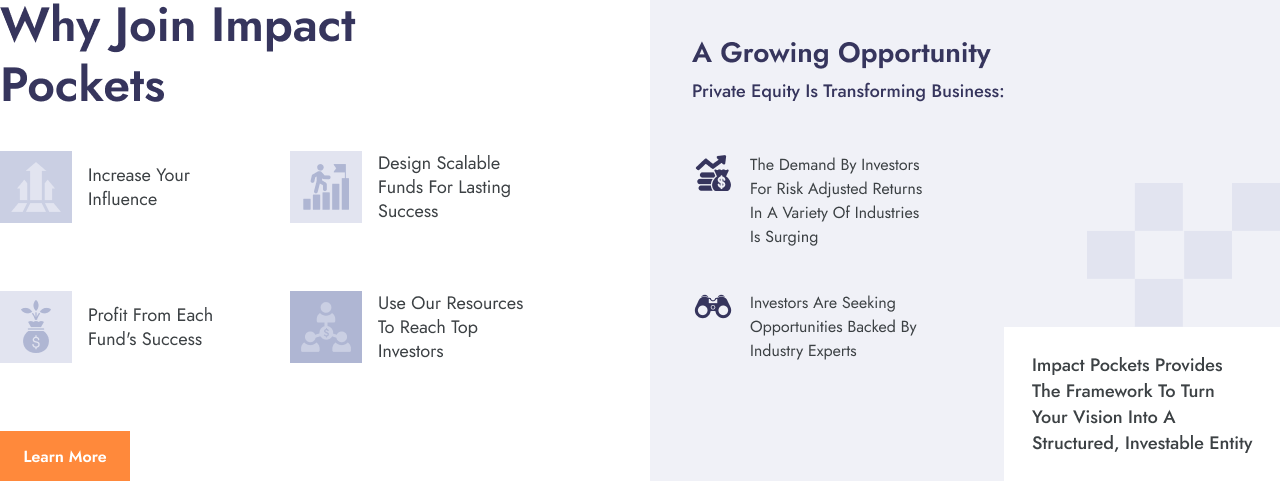 Why Join Impact
Pockets
Increase Your
Influence
Design Scalable
Funds For Lasting
Success
Profit From Each
Fund's Success
Use Our Resources
To Reach Top
Investors
Learn More
A Growing Opportunity
Private Equity Is Transforming Business:
The Demand By Investors
For Risk Adjusted Returns
In A Variety Of Industries
Is Surging
Investors Are Seeking
Opportunities Backed By
Industry Experts
Impact Pockets Provides
The Framework To Turn
Your Vision Into A
Structured, Investable Entity